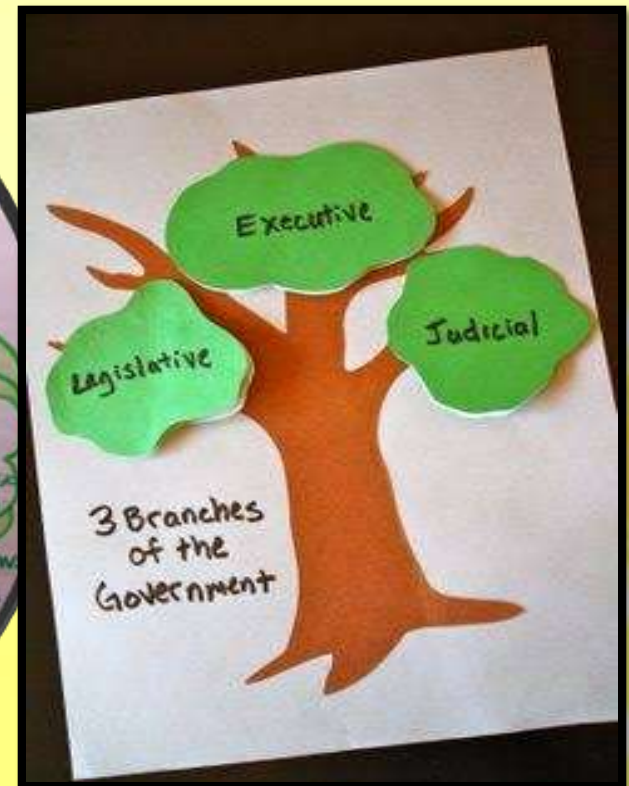 Executive
Judicial
Legislative
3 Branches
of the
Government